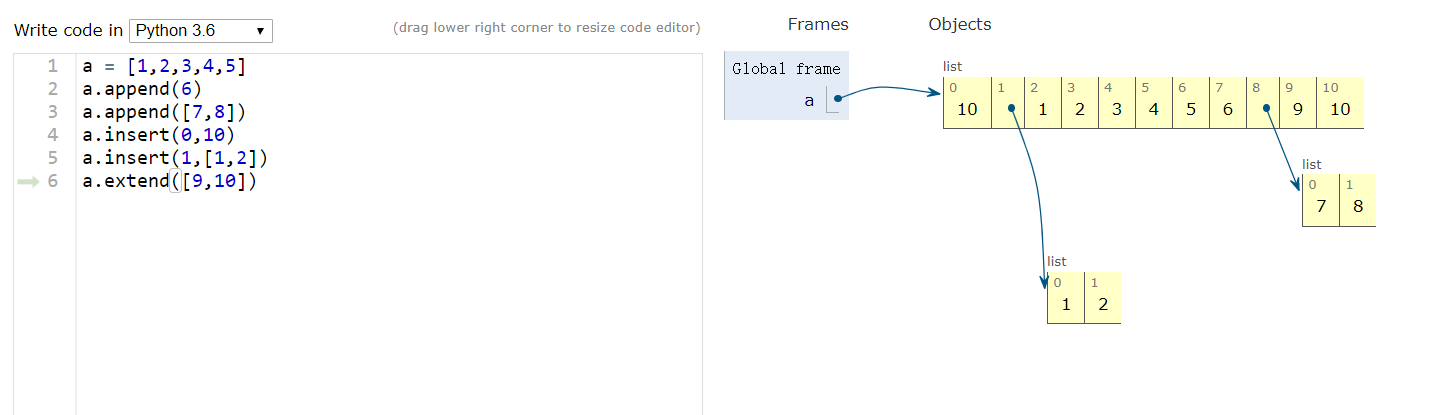 Write code in Python 3.6 ▼ (drag lower right corner to resize code editor)
Frames Objects
1 a = [1,2,3,4,5]
2 a.append(6)
3 a.append([7,8])
4 a.insert(0,10)
5 a.insert(1,[1,2])
6 a.extend([9,10])
Global frame
a
list
0 1 2 3 4 5 6 7 8 9 10
10 1 2 3 4 5 6 9 10
list
0 1
7 8
list
0 1
1 2